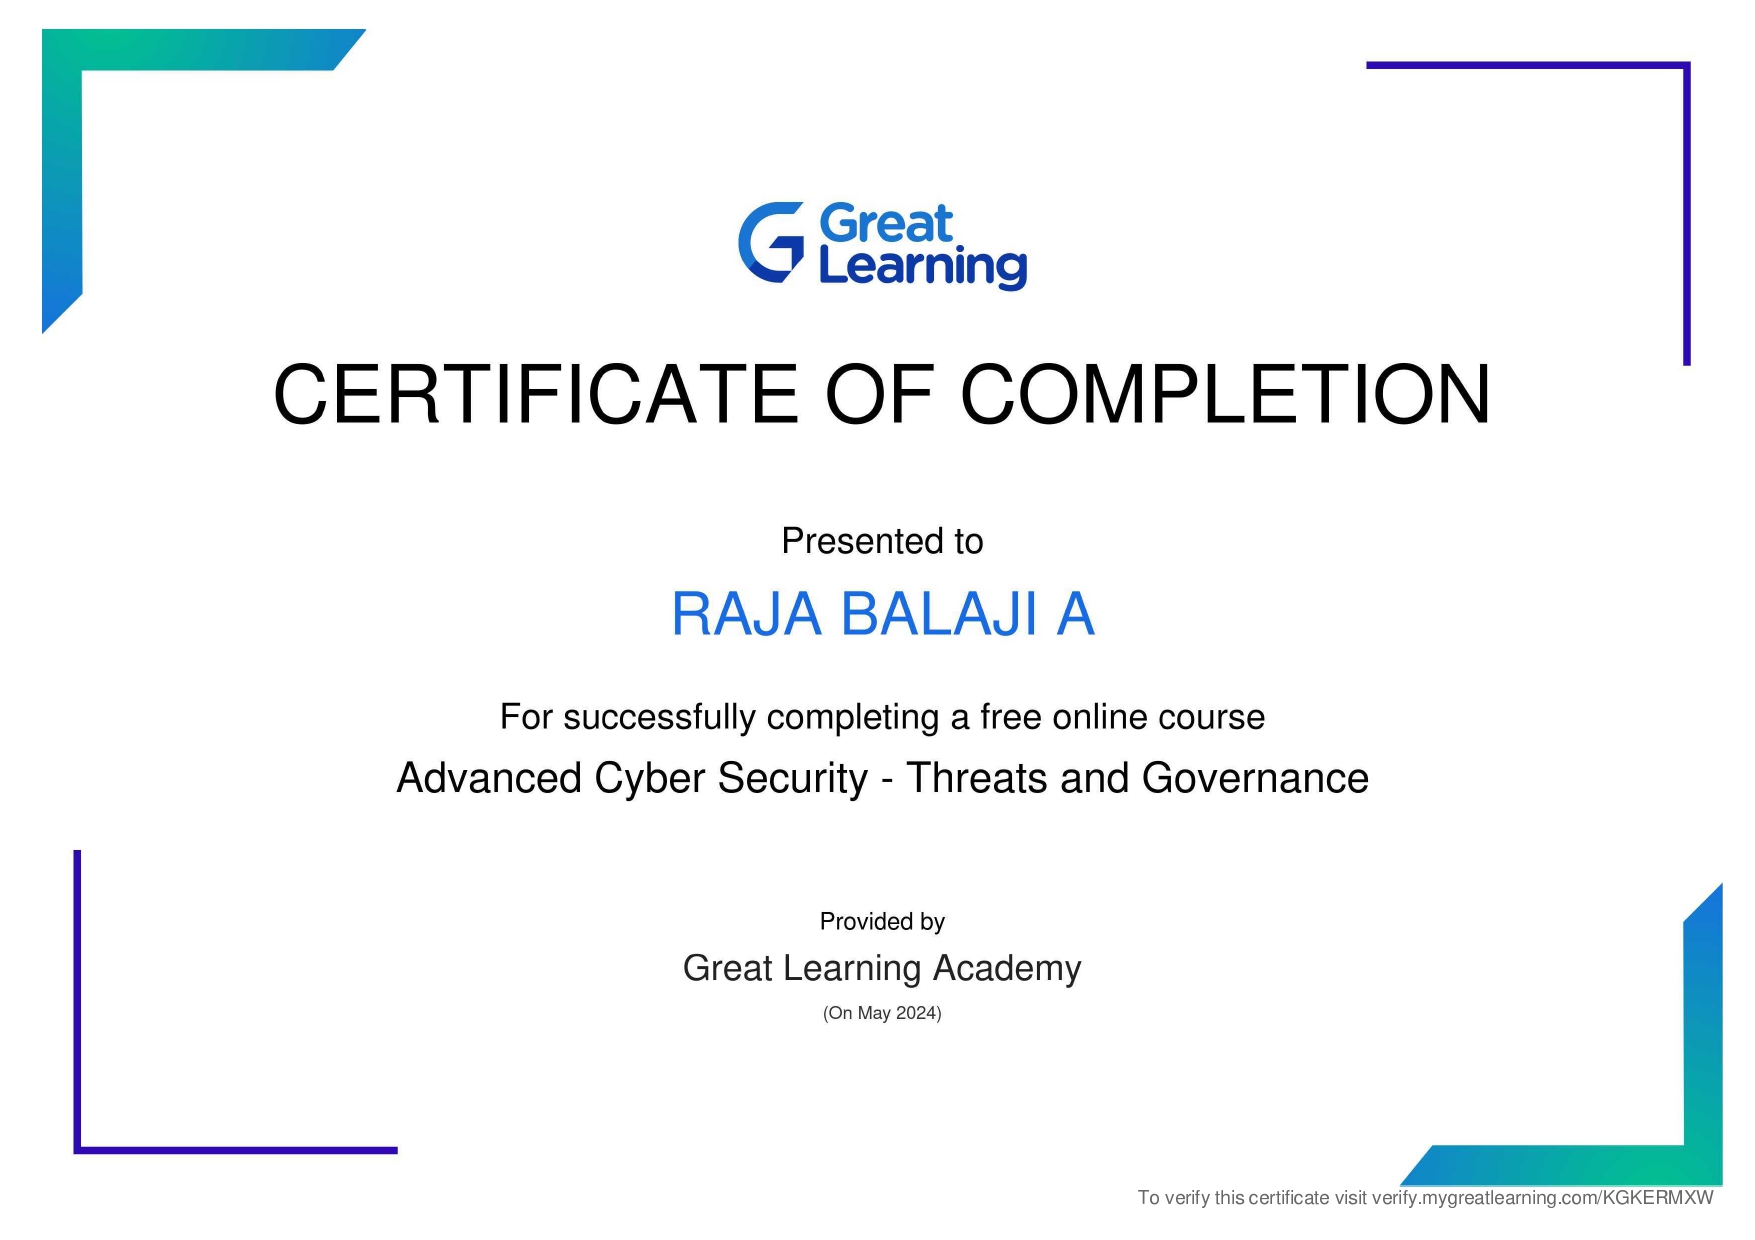 Great
Learning
CERTIFICATE OF COMPLETION
Presented to
RAJA BALAJI A
For successfully completing a free online course
Advanced Cyber Security - Threats and Governance
Provided by
Great Learning Academy
(On May 2024)
To verify this certificate visit verify.mygreatlearning.com/KGKERMXW